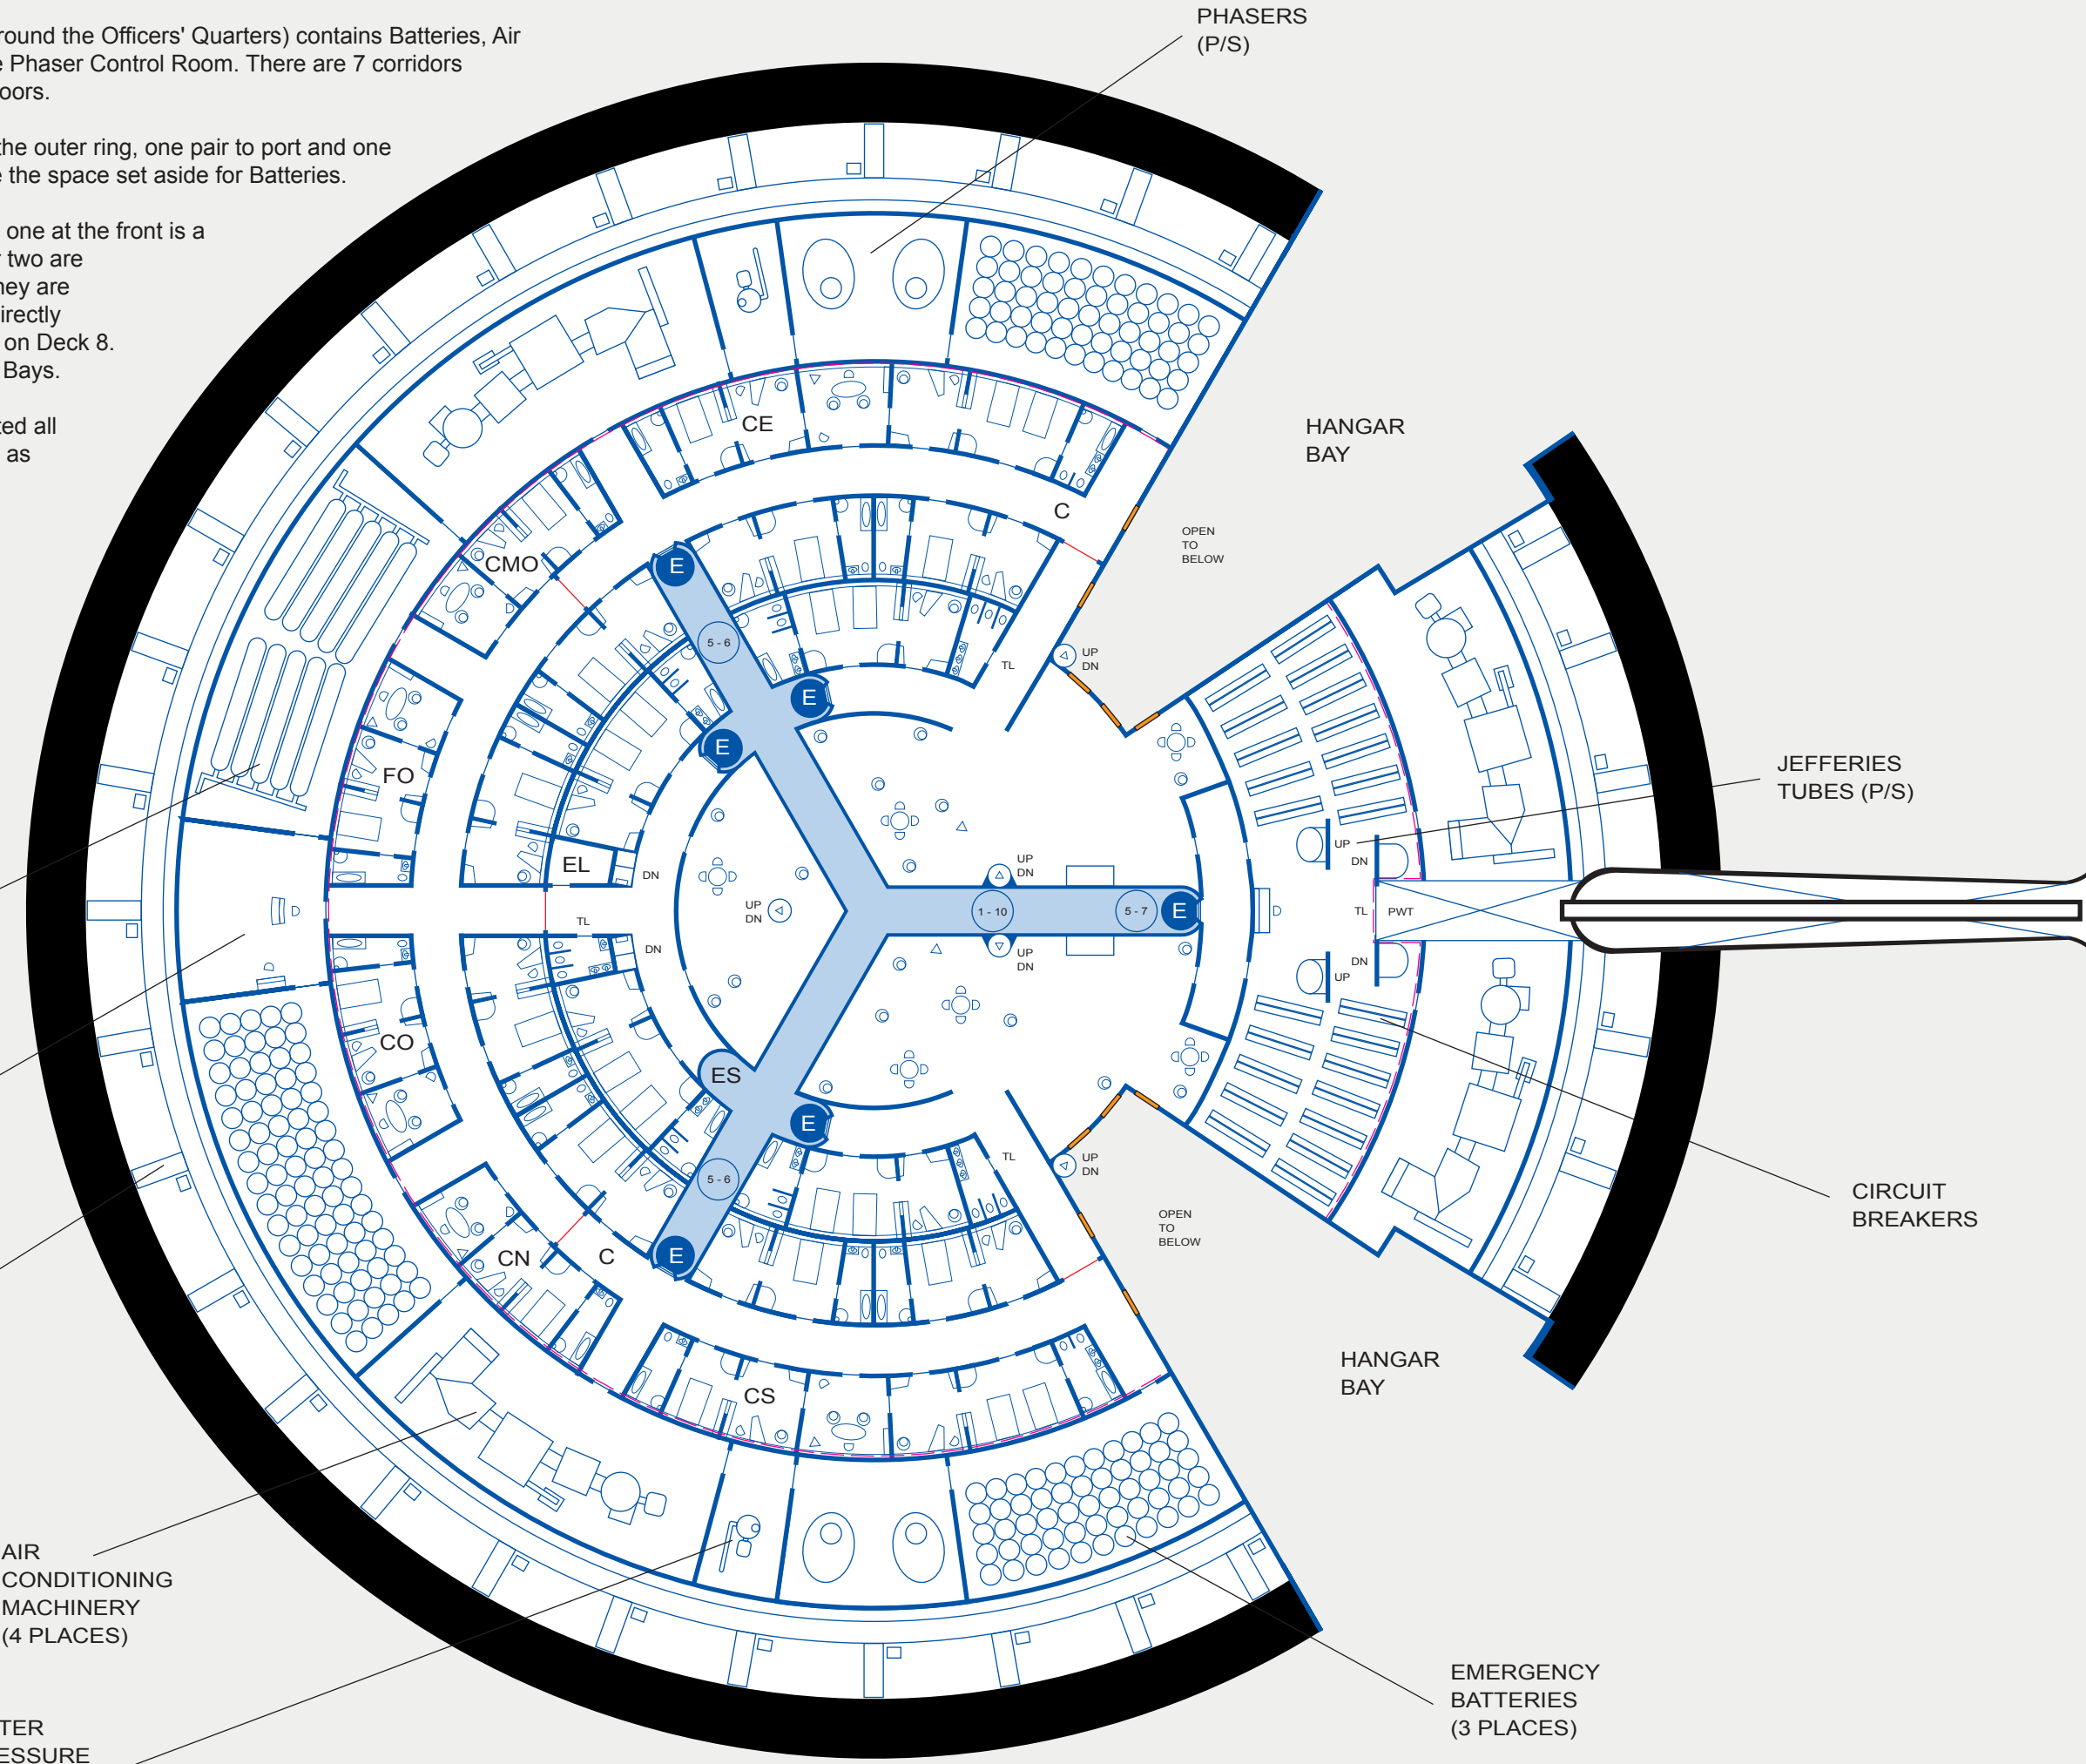 round the Officers' Quarters) contains Batteries, Air
e Phaser Control Room. There are 7 corridors
oors.
the outer ring, one pair to port and one
e the space set aside for Batteries.
one at the front is a
r two are
hey are
irectly
on Deck 8.
Bays.
ted all
as
PHASERS
(P/S)
HANGAR
BAY
OPEN
TO
BELOW
CE
C
CMO
E
5 - 6
E
E
TL
UP
DN
FO
JEFFERIES
TUBES (P/S)
EL
DN
UP
DN
UP
DN
1 - 10
5 - 7
E
UP
DN
TL
DN
UP
DN
TL
PWT
DN
UP
CO
ES
E
5 - 6
TL
UP
DN
CIRCUIT
BREAKERS
OPEN
TO
BELOW
CN
C
E
HANGAR
BAY
CS
AIR
CONDITIONING
MACHINERY
(4 PLACES)
EMERGENCY
BATTERIES
(3 PLACES)
TER
ESSURE